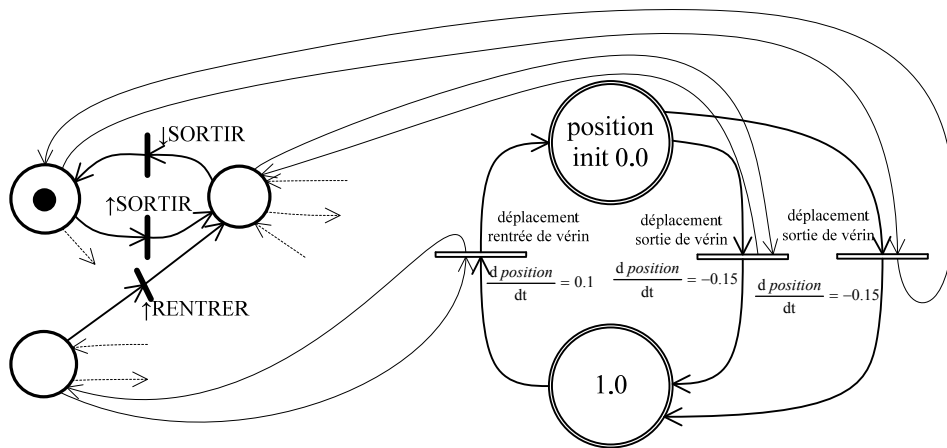 ↓SORTIR
↑SORTIR
↑RENTRER
position
init 0.0
déplacement
rentrée de vérin
d position
dt
= 0.1
déplacement
sortie de vérin
d position
dt
= −0.15
déplacement
sortie de vérin
d position
dt
= −0.15
1.0